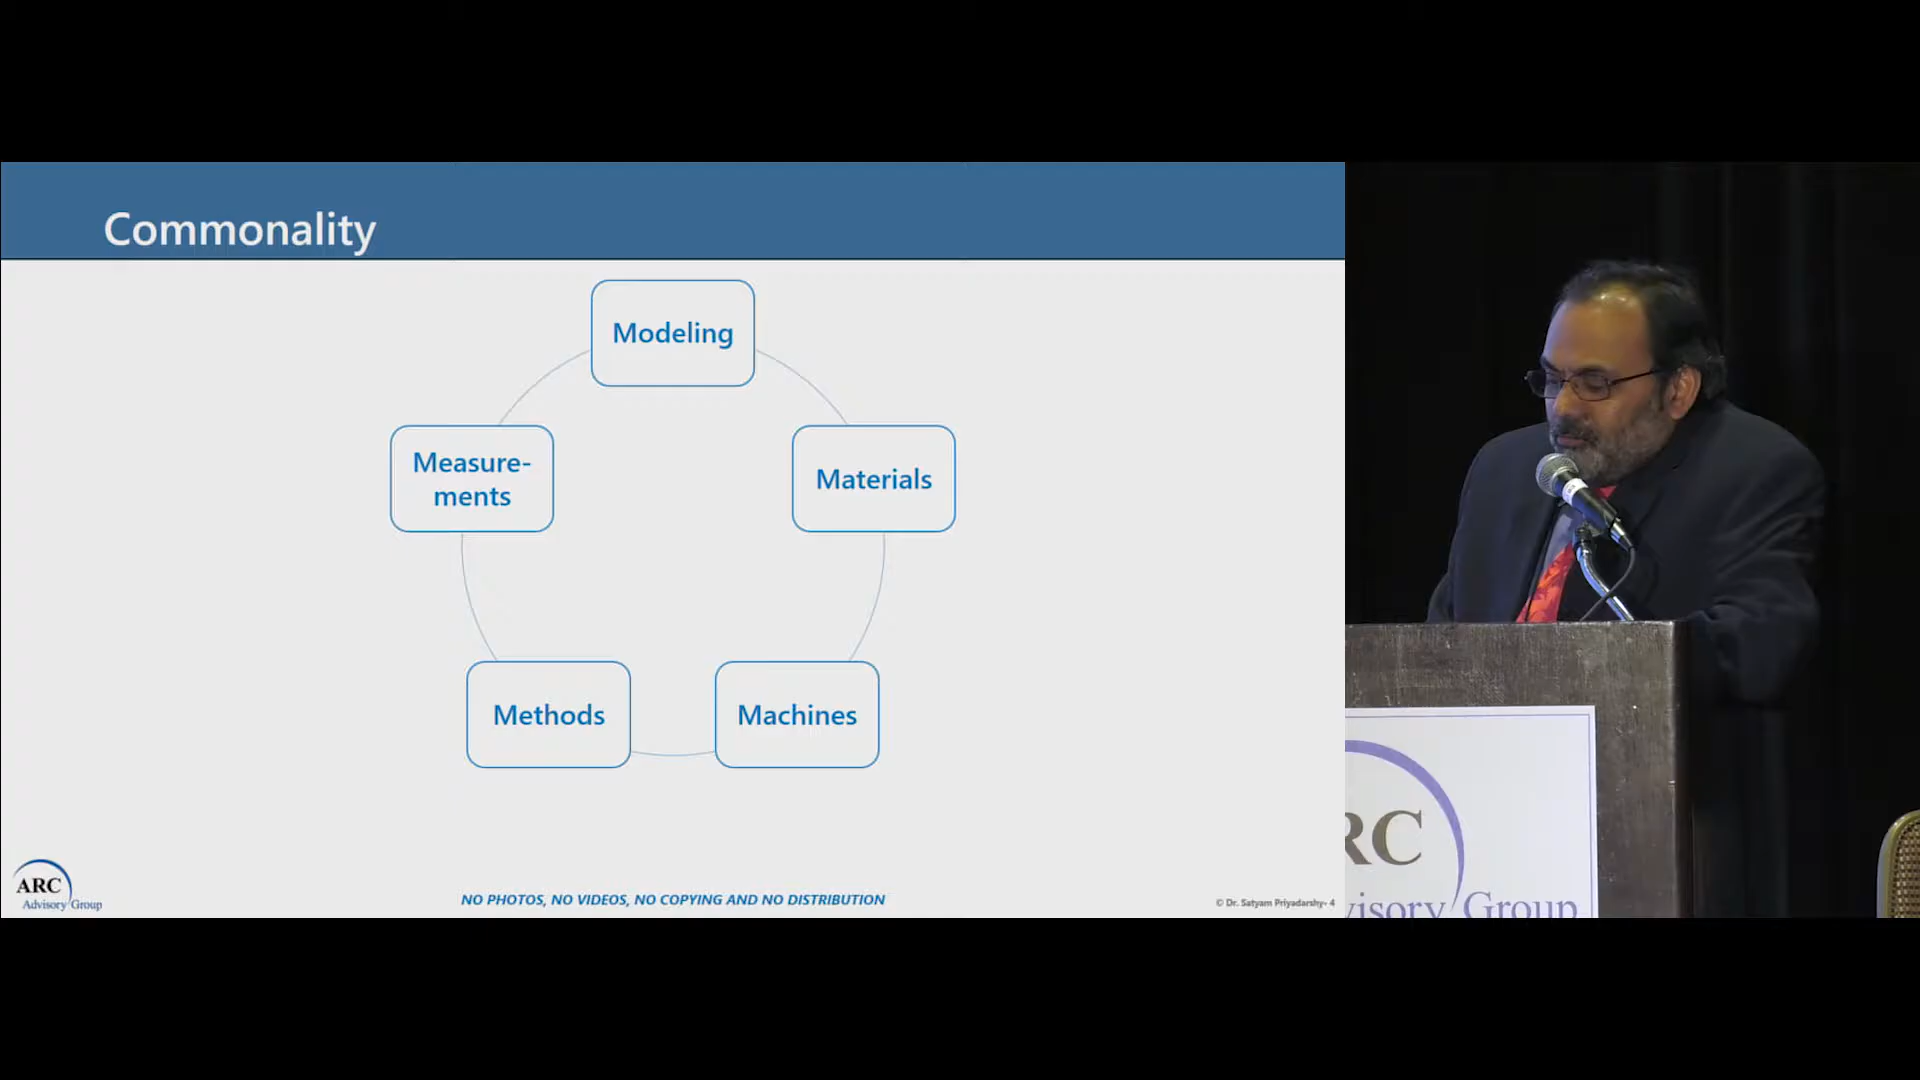 Commonality
Modeling
Measure-
ments
Materials
Methods
Machines
ARC
Advisory Group
NO PHOTOS, NO VIDEOS, NO COPYING AND NO DISTRIBUTION
© Dr. Satyam Priyadarshy- 4
RC
visory Group